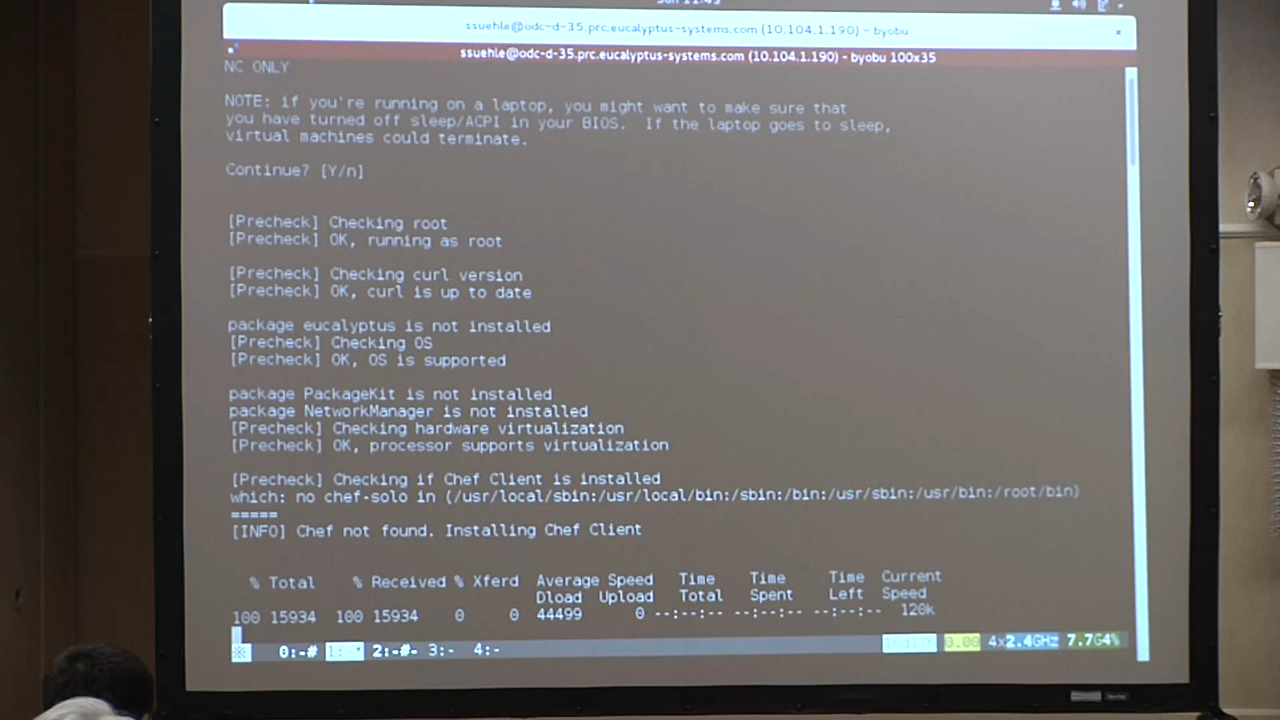 ssuehle@odc-d-35.prc.eucalyptus-systems.com (10.104.1.190) – byobu
ssuehle@odc-d-35.prc.eucalyptus-systems.com (10.104.1.190) – byobu 100x35
NC ONLY
NOTE: if you're running on a laptop, you might want to make sure that
you have turned off sleep/ACPI in your BIOS.  If the laptop goes to sleep,
virtual machines could terminate.
Continue? [Y/n]
[Precheck] Checking root
[Precheck] OK, running as root
[Precheck] Checking curl version
[Precheck] OK, curl is up to date
package eucalyptus is not installed
[Precheck] Checking OS
[Precheck] OK, OS is supported
package PackageKit is not installed
package NetworkManager is not installed
[Precheck] Checking hardware virtualization
[Precheck] OK, processor supports virtualization
[Precheck] Checking if Chef Client is installed
which: no chef-solo in (/usr/local/sbin:/usr/local/bin:/sbin:/bin:/usr/sbin:/usr/bin:/root/bin)
=====
[INFO] Chef not found. Installing Chef Client
% Total % Received % Xferd Average Speed Time Time Time Current
Dload Upload Total Spent Left Speed
100 15934 100 15934 0 0 44499 0 --:--:-- --:--:-- --:--:-- 120k
0:-# 1:-* 2:-#- 3:- 4:- 0.00 4x2.4GHz 7.7G4%